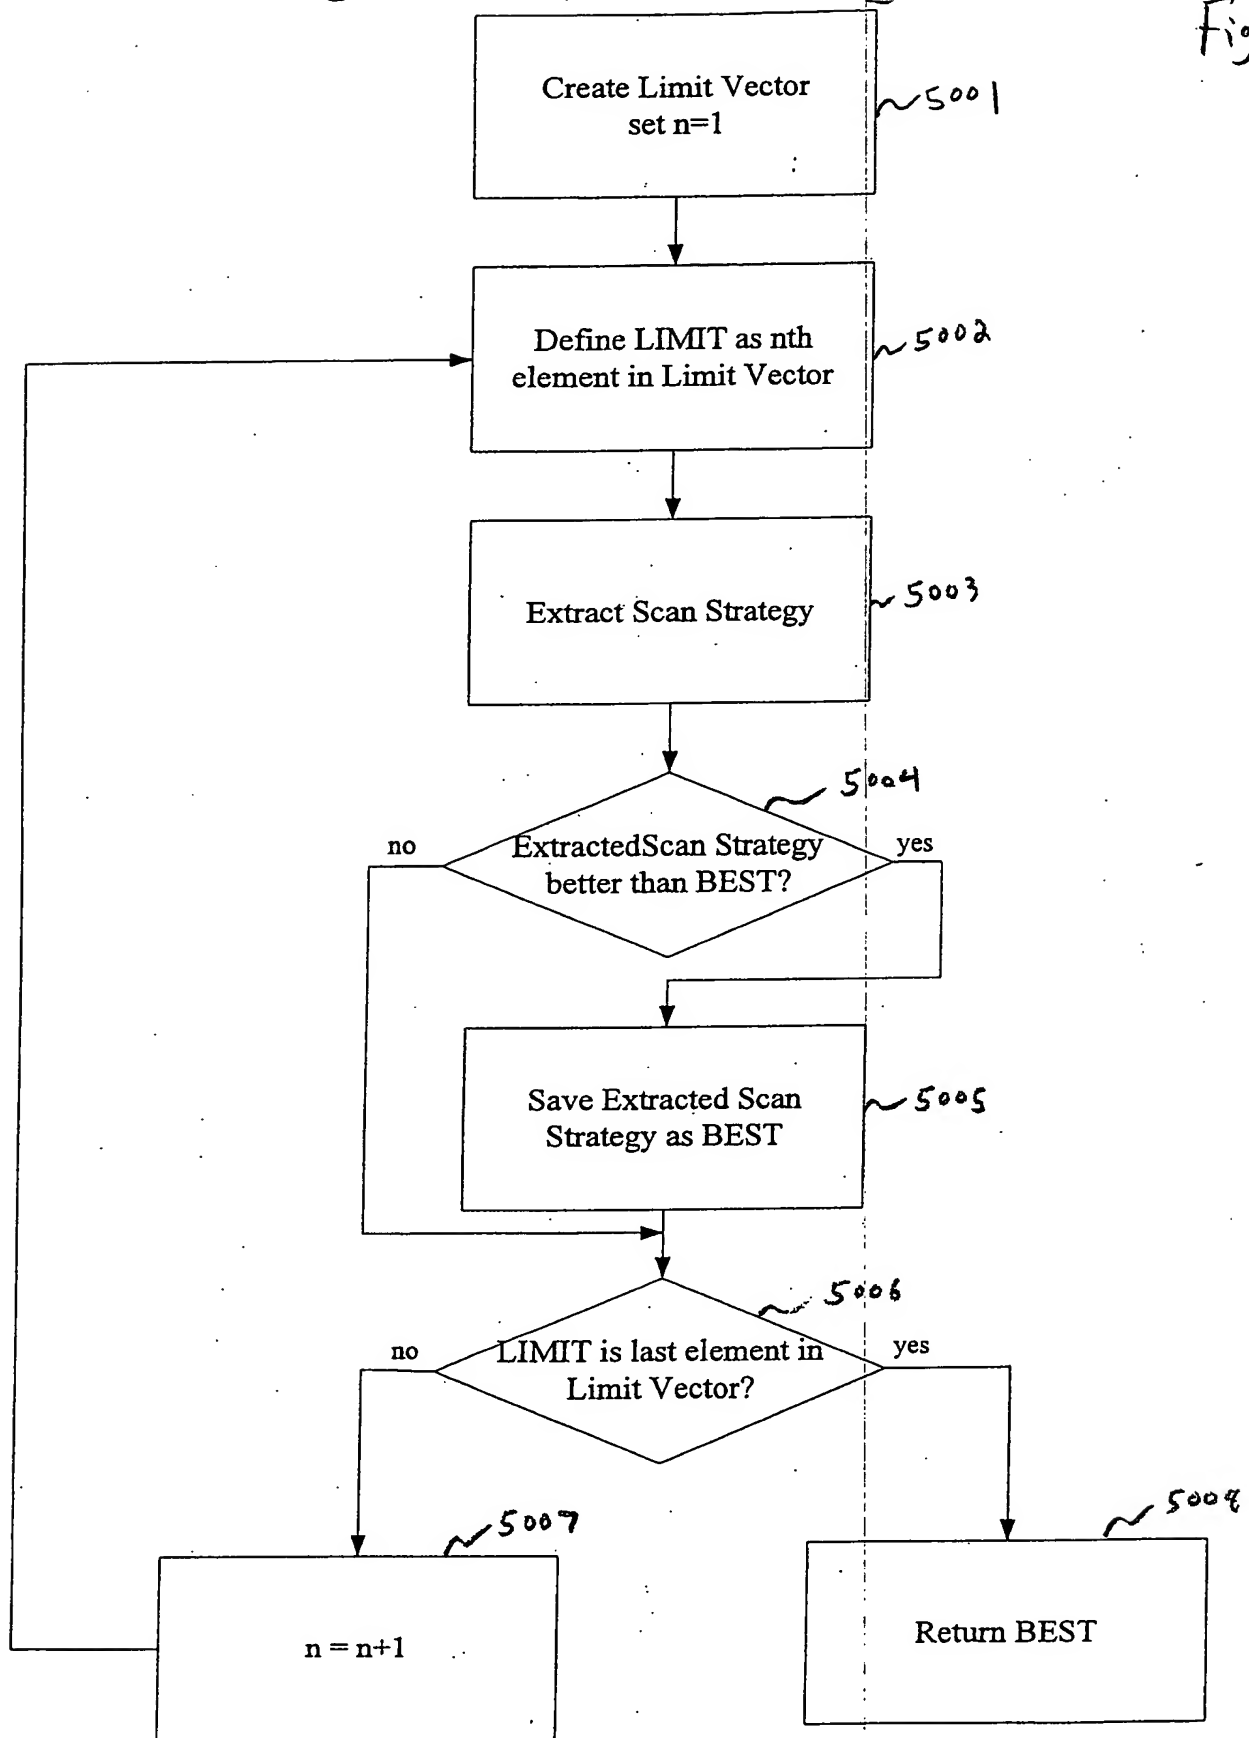 Fig
Create Limit Vector
set n=1
5001
Define LIMIT as nth
element in Limit Vector
5002
Extract Scan Strategy
5003
5004
no
ExtractedScan Strategy
better than BEST?
yes
Save Extracted Scan
Strategy as BEST
5005
5006
no
LIMIT is last element in
Limit Vector?
yes
5007
n = n+1
Return BEST